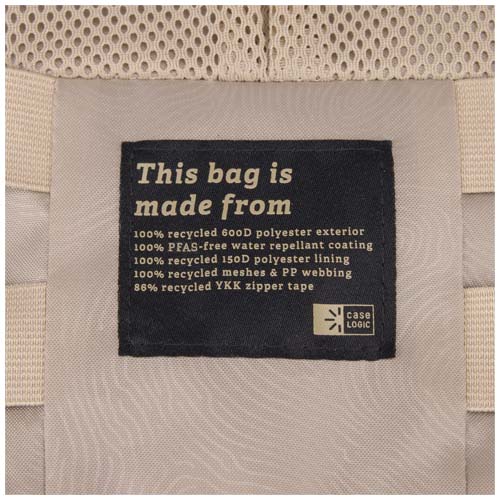 This bag is
made from
100% recycled 600D polyester exterior
100% PFAS-free water repellant coating
100% recycled 150D polyester lining
100% recycled meshes & PP webbing
86% recycled YKK zipper tape
case
LOGIC